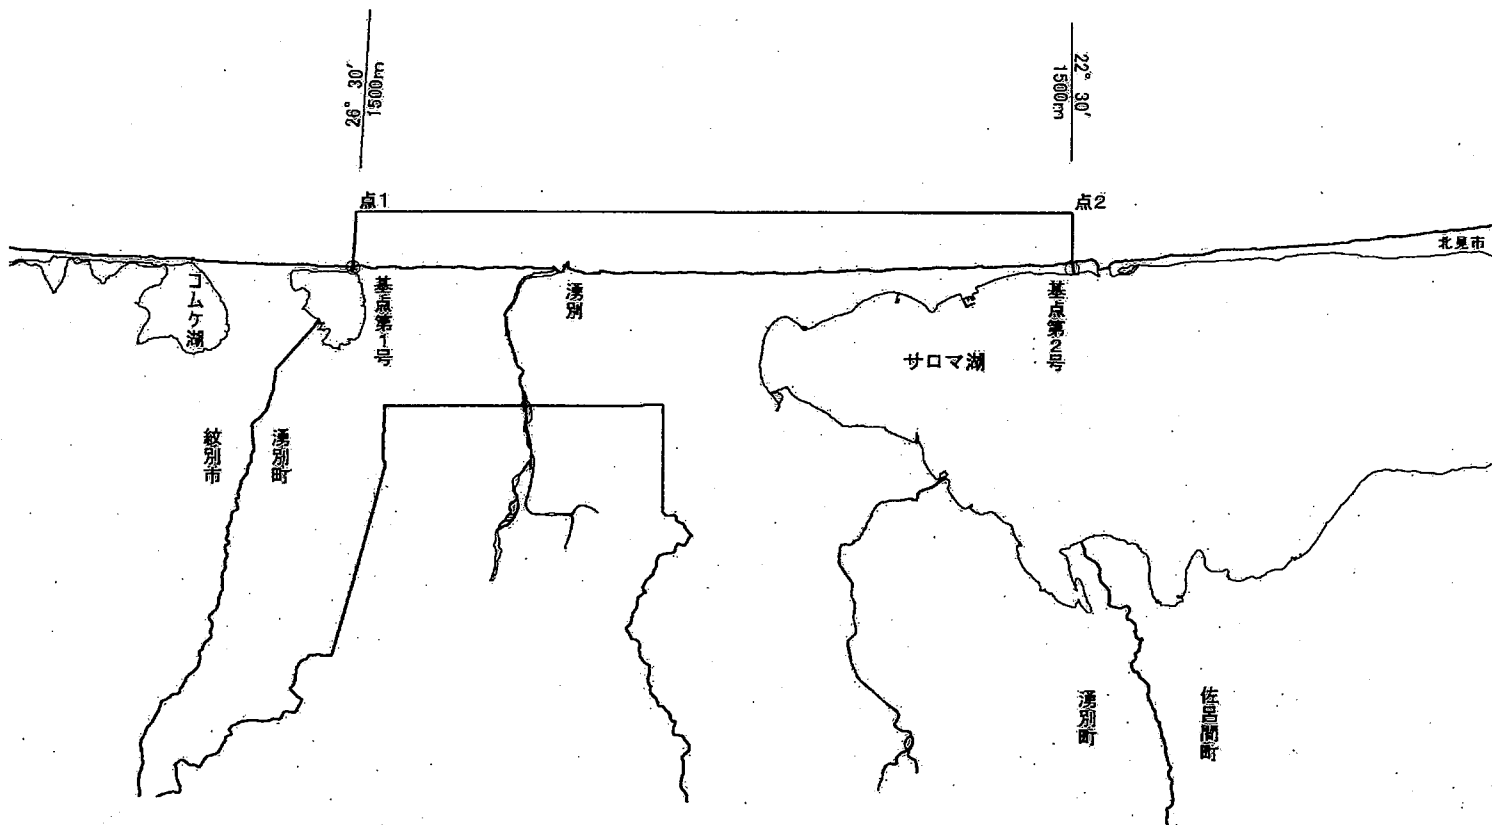 26° 30′
1500m
22° 30′
1500m
点1
点2
北見市
コムケ湖
基点第1号
湧別
基点第2号
サロマ湖
紋別市
湧別町
湧別町
佐呂間町